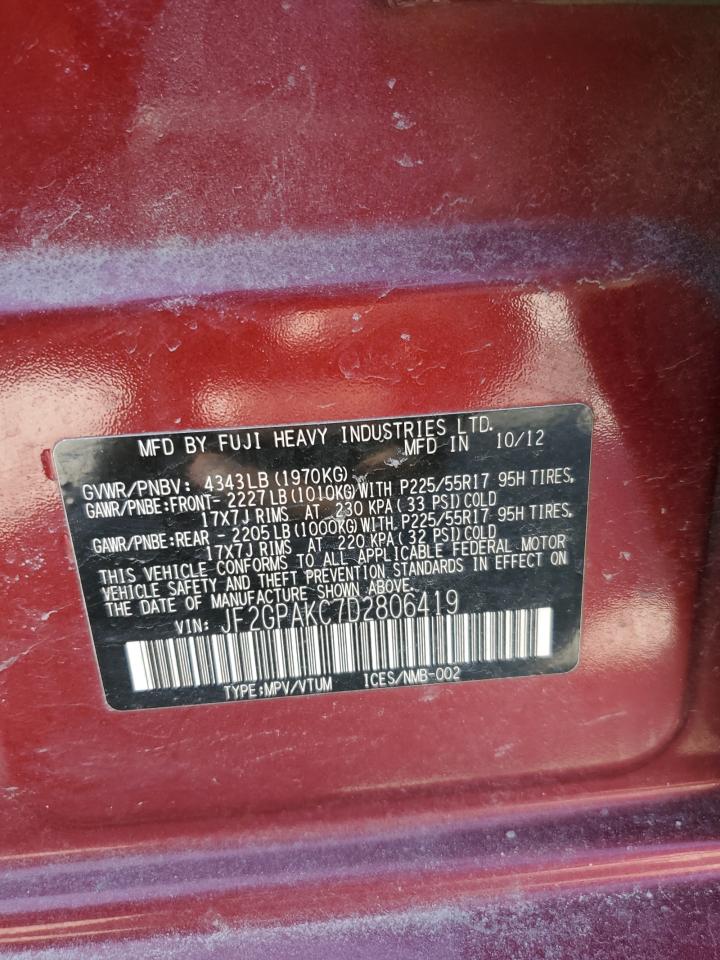 MFD BY FUJI HEAVY INDUSTRIES LTD.
MFD IN 10/12
GVWR/PNBV: 4343LB(1970KG)
GAWR/PNBE:FRONT- 2227LB(1010KG)WITH P225/55R17 95H TIRES,
17X7J RIMS AT 230 KPA(33 PSI)COLD
GAWR/PNBE:REAR - 2205LB(1000KG)WITH P225/55R17 95H TIRES,
17X7J RIMS AT 220 KPA(32 PSI)COLD
THIS VEHICLE CONFORMS TO ALL APPLICABLE FEDERAL MOTOR
VEHICLE SAFETY AND THEFT PREVENTION STANDARDS IN EFFECT ON
THE DATE OF MANUFACTURE SHOWN ABOVE.
VIN: JF2GPAKC7D2806419
TYPE:MPV/VTUM ICES/NMB-002